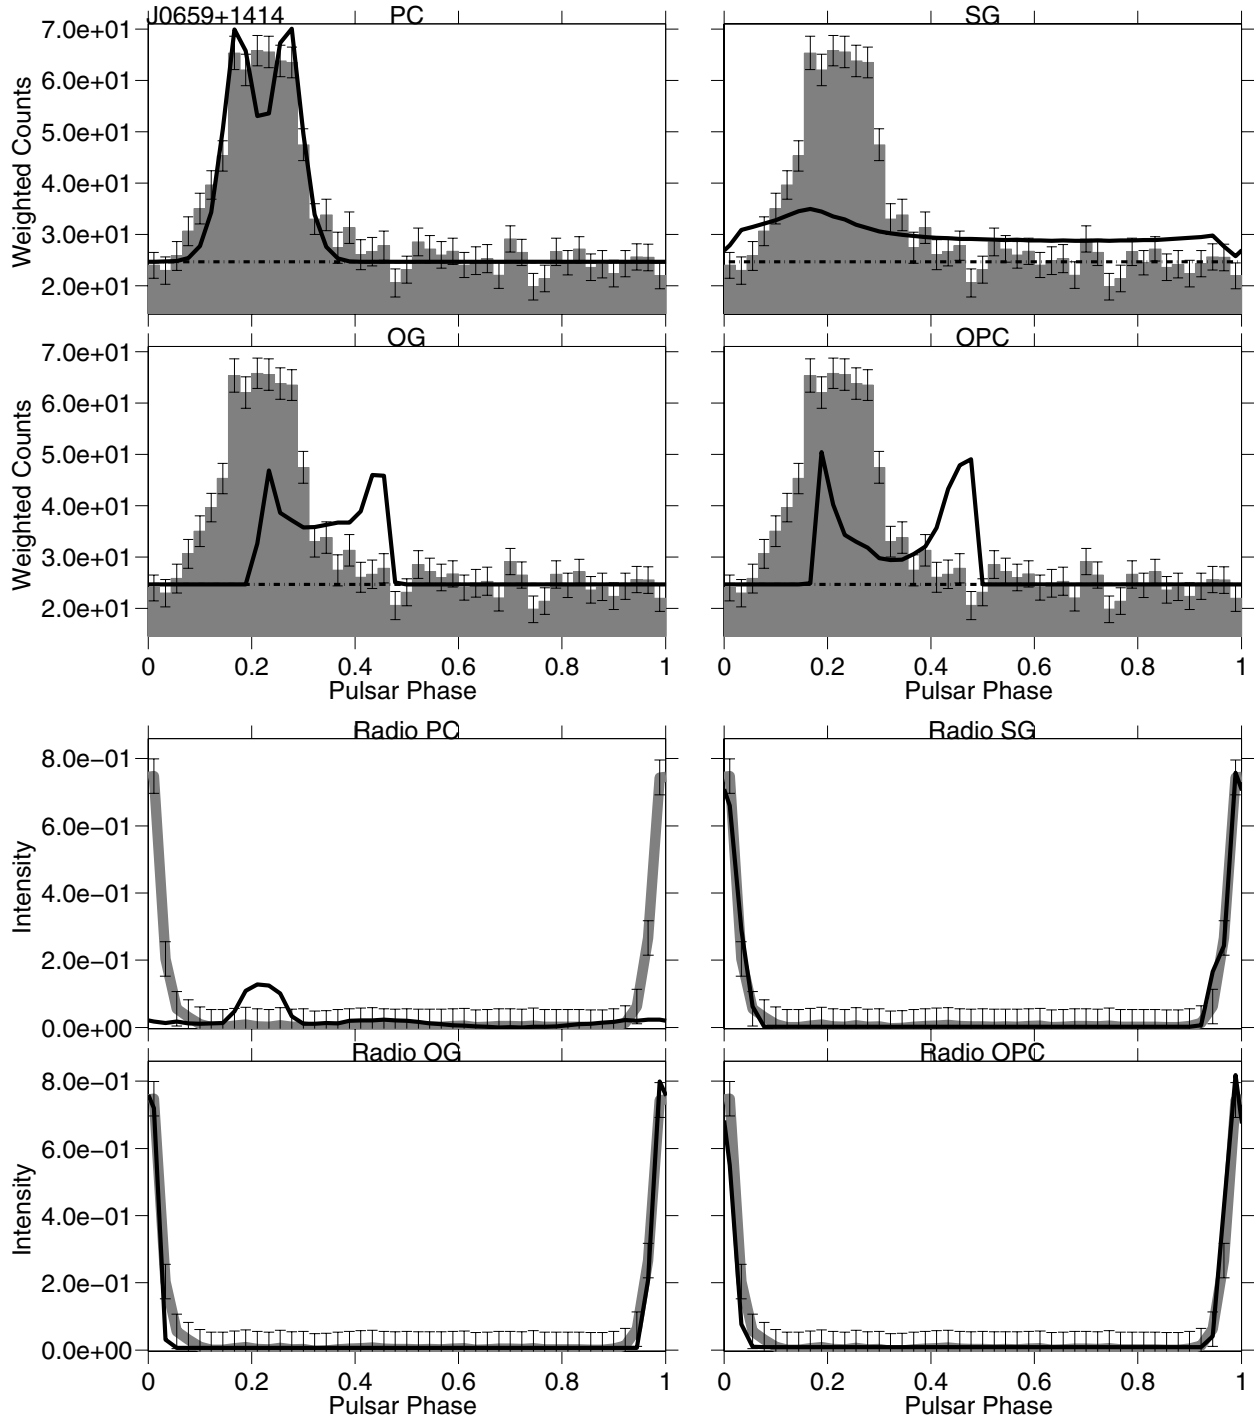 J0659+1414 PC SG
7.0e+01
6.0e+01
5.0e+01
4.0e+01
3.0e+01
2.0e+01
Weighted Counts
OG OPC
7.0e+01
6.0e+01
5.0e+01
4.0e+01
3.0e+01
2.0e+01
Weighted Counts
0 0.2 0.4 0.6 0.8 1 0 0.2 0.4 0.6 0.8 1
Pulsar Phase Pulsar Phase
Radio PC Radio SG
8.0e−01
6.0e−01
4.0e−01
2.0e−01
0.0e+00
Intensity
Radio OG Radio OPC
8.0e−01
6.0e−01
4.0e−01
2.0e−01
0.0e+00
Intensity
0 0.2 0.4 0.6 0.8 1 0 0.2 0.4 0.6 0.8 1
Pulsar Phase Pulsar Phase